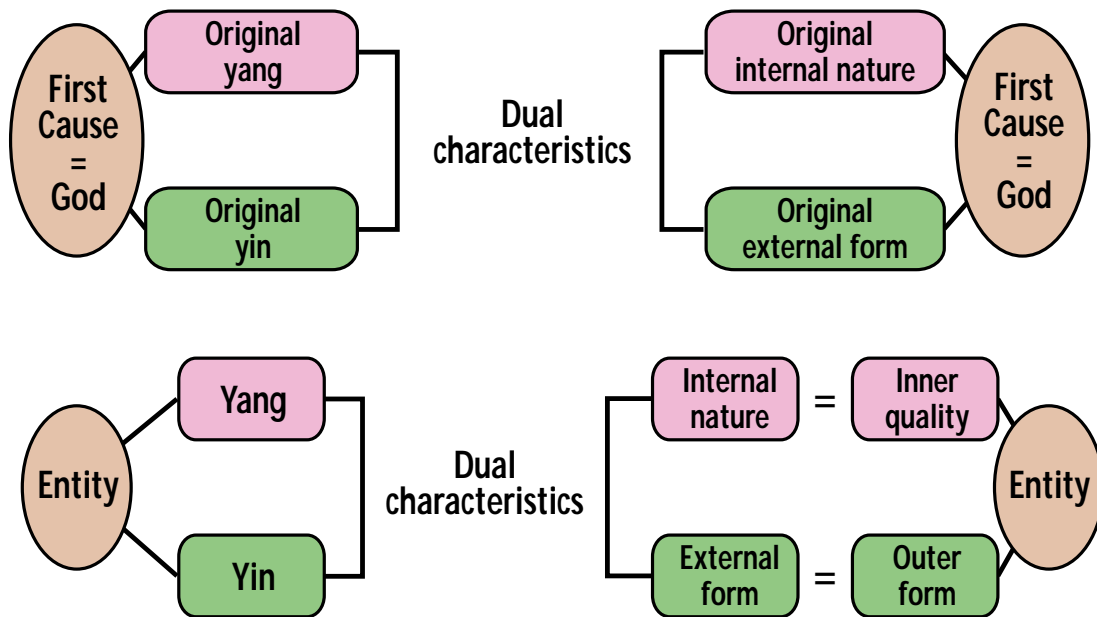 First
Cause
=
God
Original
yang
Original
yin
Dual
characteristics
Original
internal nature
Original
external form
First
Cause
=
God
Entity
Yang
Yin
Dual
characteristics
Internal
nature
=
Inner
quality
External
form
=
Outer
form
Entity